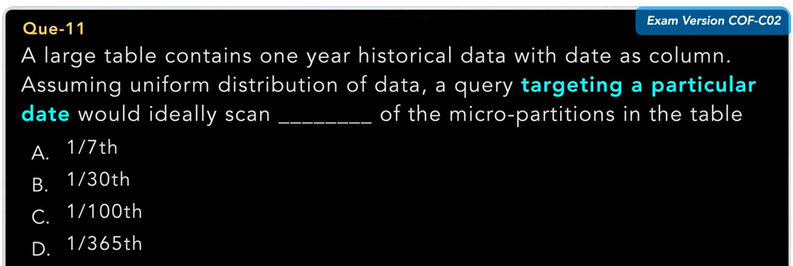 Exam Version COF-C02
Que-11
A large table contains one year historical data with date as column.
Assuming uniform distribution of data, a query targeting a particular
date would ideally scan ________ of the micro-partitions in the table
A. 1/7th
B. 1/30th
C. 1/100th
D. 1/365th